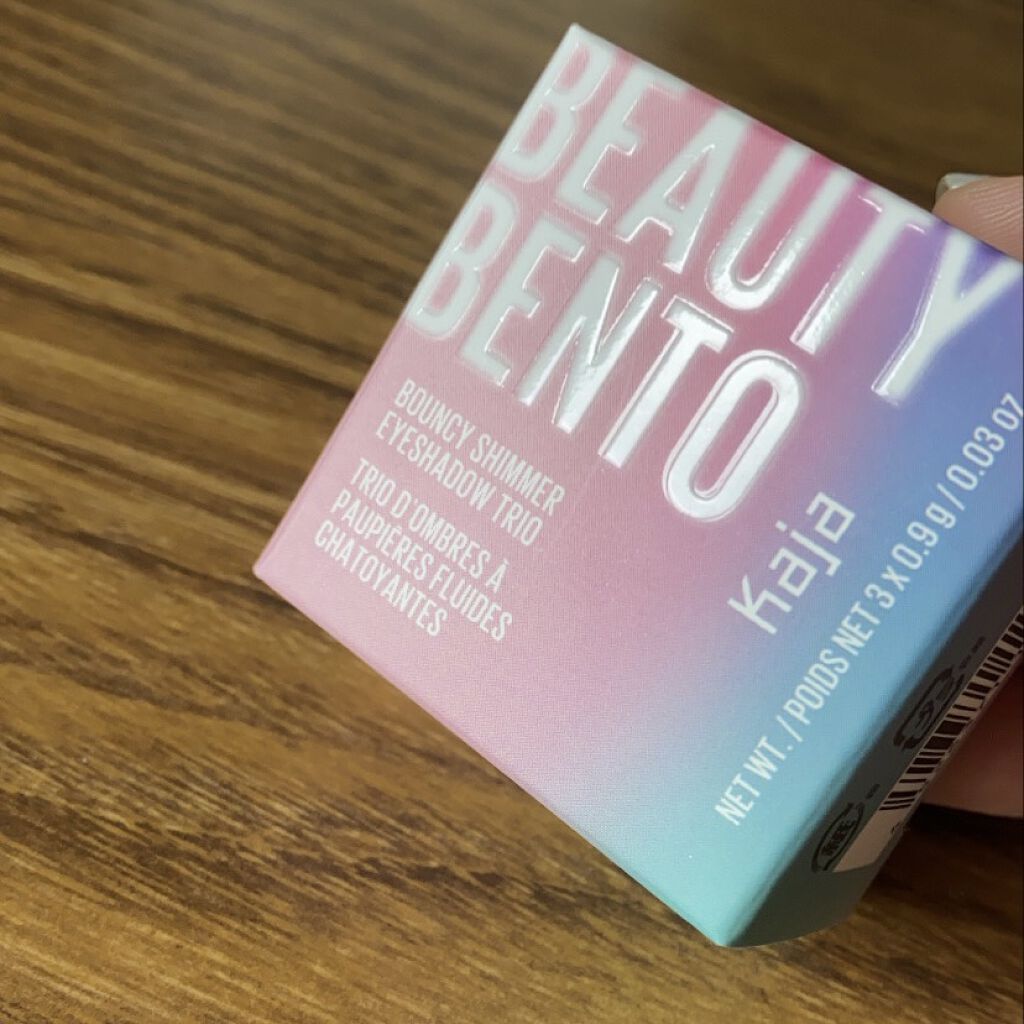 BEAUTY
BENTO
BOUNCY SHIMMER
EYESHADOW TRIO
TRIO D'OMBRES À
PAUPIÈRES FLUIDES
CHATOYANTES
Kaja
NET WT. / POIDS NET 3 x 0.9 g / 0.03 oz